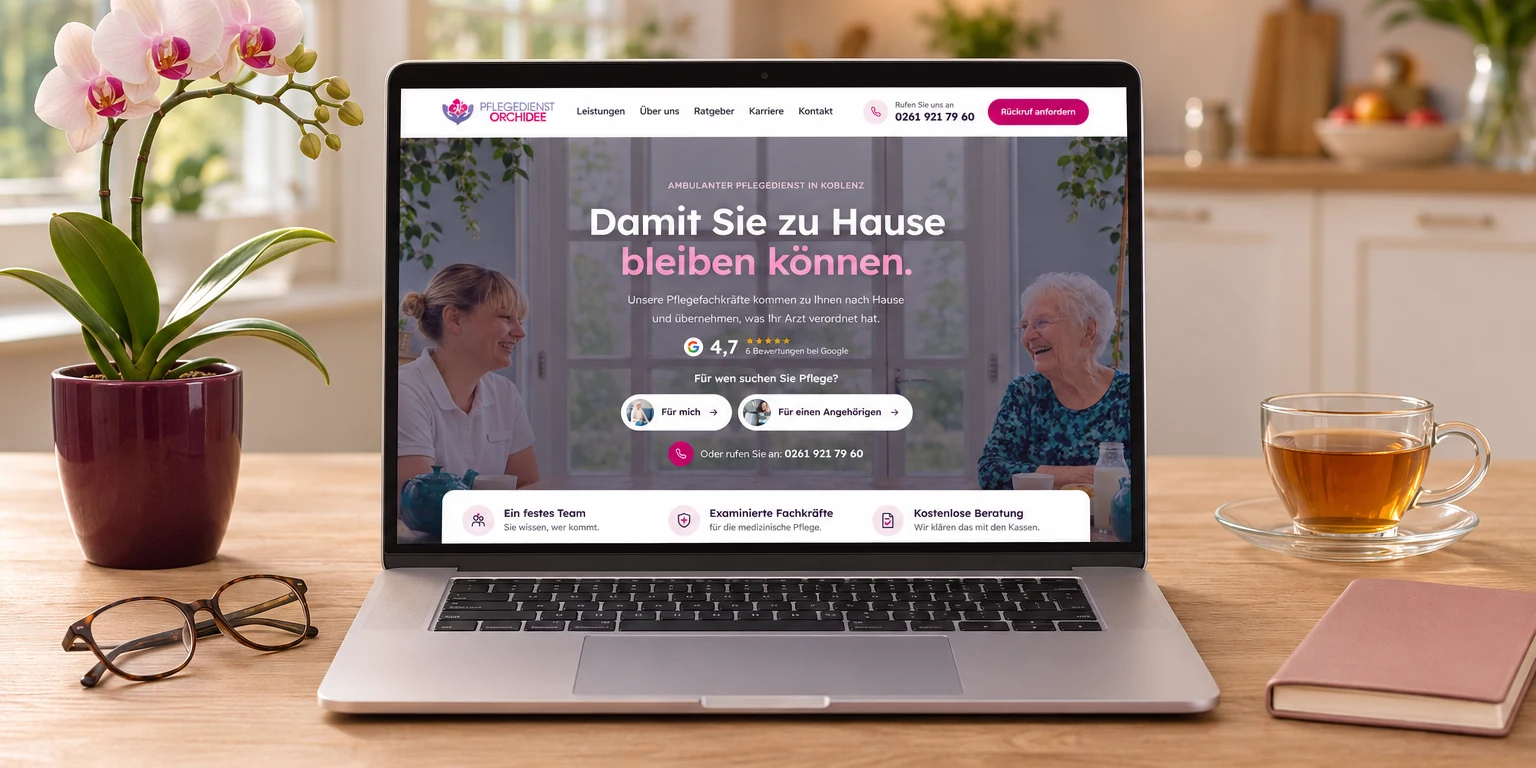 PFLEGEDIENST
ORCHIDEE
Leistungen Über uns Ratgeber Karriere Kontakt
Rufen Sie uns an
0261 921 79 60
Rückruf anfordern
AMBULANTER PFLEGEDIENST IN KOBLENZ
Damit Sie zu Hause
bleiben können.
Unsere Pflegefachkräfte kommen zu Ihnen nach Hause
und übernehmen, was Ihr Arzt verordnet hat.
G 4,7
6 Bewertungen bei Google
Für wen suchen Sie Pflege?
Für mich → Für einen Angehörigen →
Oder rufen Sie an: 0261 921 79 60
Ein festes Team
Sie wissen, wer kommt.
Examinierte Fachkräfte
für die medizinische Pflege.
Kostenlose Beratung
Wir klären das mit den Kassen.